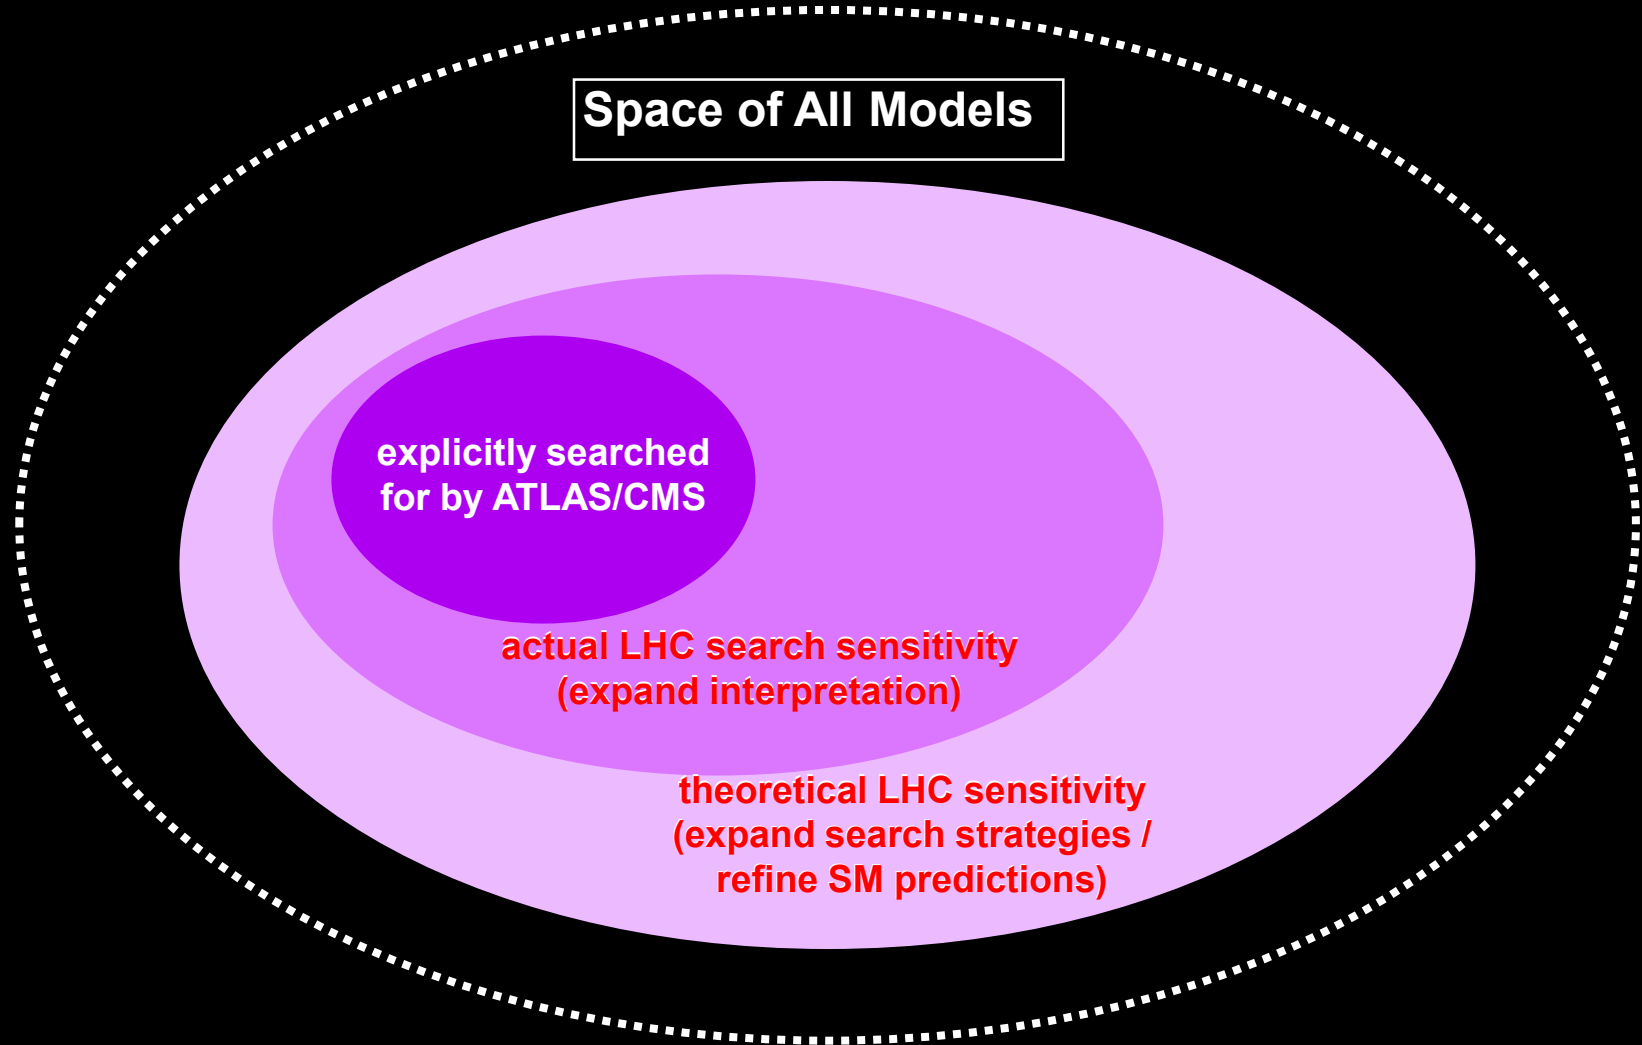 Space of All Models
explicitly searched
for by ATLAS/CMS
actual LHC search sensitivity
(expand interpretation)
theoretical LHC sensitivity
(expand search strategies /
refine SM predictions)